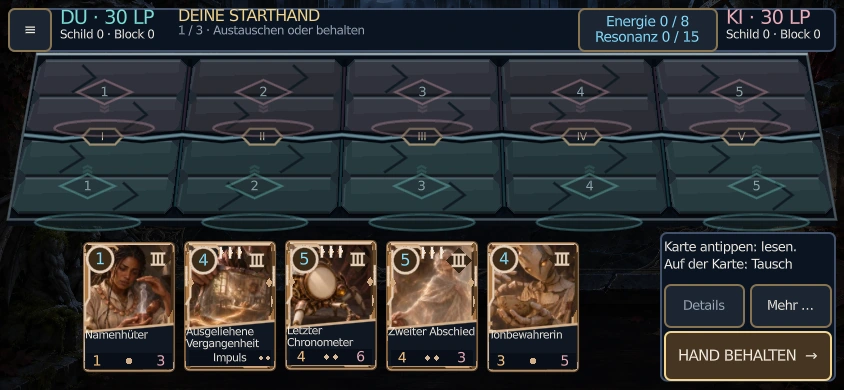 ≡
DU · 30 LP
Schild 0 · Block 0
DEINE STARTHAND
1 / 3 · Austauschen oder behalten
Energie 0 / 8
Resonanz 0 / 15
KI · 30 LP
Schild 0 · Block 0
1 2 3 4 5
I II III IV V
1 2 3 4 5
1 III
Namenhüter
1 3
4 III
Ausgeliehene
Vergangenheit
Impuls
5 III
Letzter
Chronometer
4 6
5 III
Zweiter Abschied
4 3
4 III
Tonbewahrerin
3 5
Karte antippen: lesen.
Auf der Karte: Tausch
Details
Mehr ...
HAND BEHALTEN →